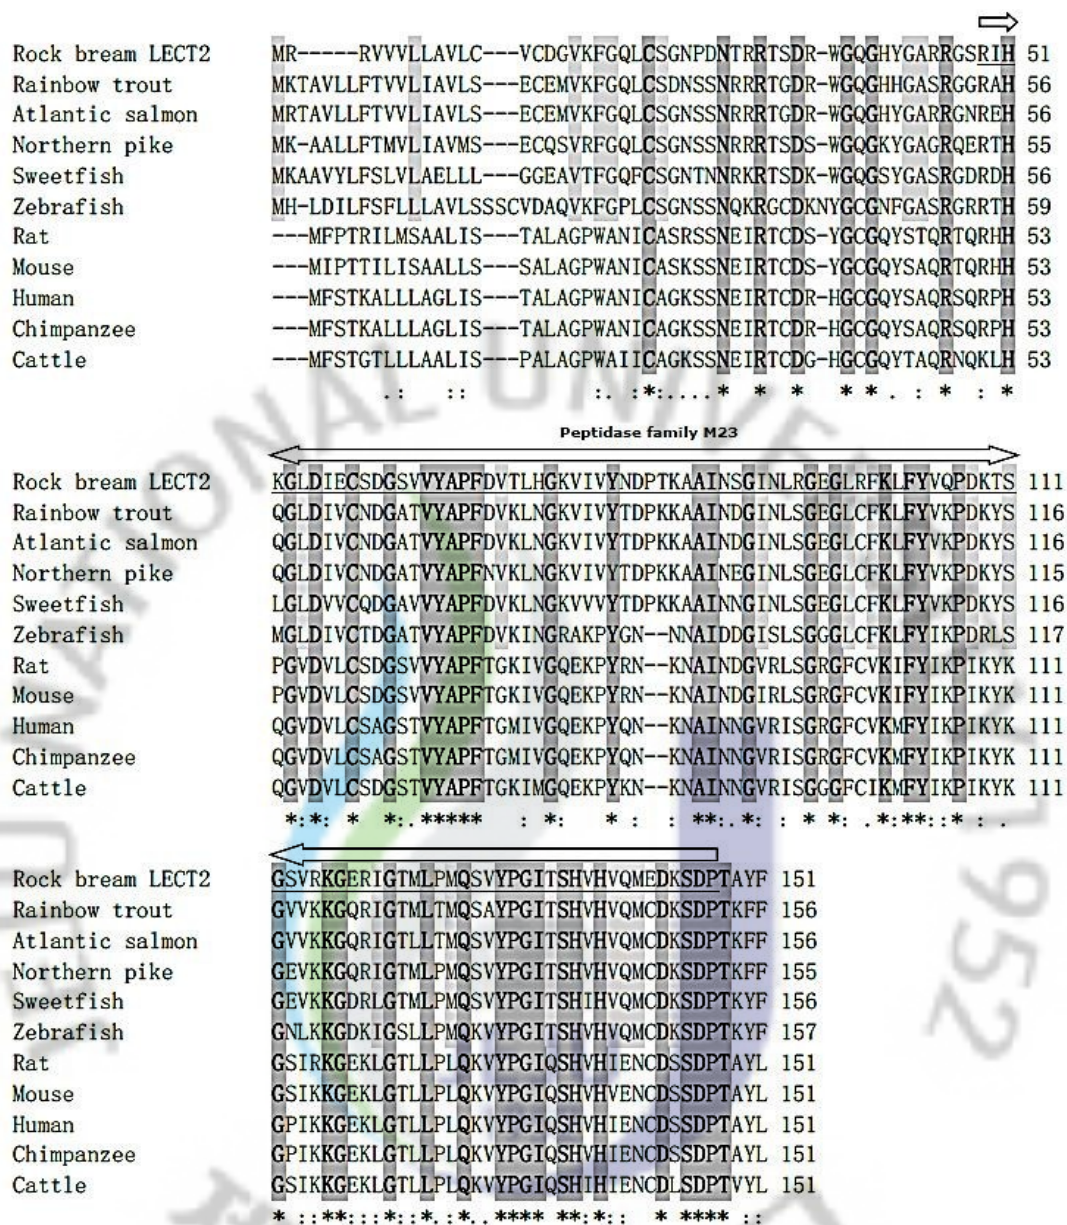 Rock bream LECT2 MR-----RVVVLLAVLC---VCDGVKFGQLCSGNPDNTRRTSDR-WGQGHYGARRGSRIH 51
Rainbow trout MKTAVLLFTVVLIAVLS---ECEMVKFGQLCSDNSSNRRRTSDR-WGQGHHGASRGGRAH 56
Atlantic salmon MRTAVLLFTVVLIAVLS---ECEMVKFGQLCSGNSSNRRRTGDR-WGQGHYGARRGNREH 56
Northern pike MK-AALLFTMVLIAVMS---ECQSVRFGQLCSGNSSNRRRTSDS-WGQGKYGAGRQERTH 55
Sweetfish MKAAVYLFSLVLAELLL---GGEAVTFGQFCSGNTNNRKRTSDK-WGQGSYGASRGDRDH 56
Zebrafish MH-LDILFSFLLLAVLSSSCVDAQVKFGPLCSGNSSNQKRGCDKNYGCGNFGASRGRRTH 59
Rat ---MFPTRILMSAALIS---TALAGPWANICASRSSNEIRTCDS-YGCGQYSTQRTQRHH 53
Mouse ---MIPTTILISAALLS---SALAGPWANICASKSSNEIRTCDS-YGCGQYSAQRTQRHH 53
Human ---MFSTKALLLAGLIS---TALAGPWANICAGKSSNEIRTCDR-HGCGQYSAQRSQRPH 53
Chimpanzee ---MFSTKALLLAGLIS---TALAGPWANICAGKSSNEIRTCDR-HGCGQYSAQRSQRPH 53
Cattle ---MFSTGTLLLAALIS---PALAGPWAIICAGKSSNEIRTCDG-HGCGQYTAQRNQKLH 53
.: :: :. :*:....* * * * * . : * : *
Peptidase family M23
Rock bream LECT2 KGLDIECSDGSVVYAPFDVTLHGKVIVYNDPTKAAINSGINLRGEGLRFKLFYVQPDKTS 111
Rainbow trout QGLDIVCNDGATVYAPFDVKLNGKVIVYTDPKKAAINDGINLSGEGLCFKLFYVKPDKYS 116
Atlantic salmon QGLDIVCNDGATVYAPFDVKLNGKVIVYTDPKKAAINDGINLSGEGLCFKLFYVKPDKYS 116
Northern pike QGLDIVCNDGATVYAPFNVKLNGKVIVYTDPKKAAINEGINLSGEGLCFKLFYVKPDKYS 115
Sweetfish LGLDVVCQDGAVVYAPFDVKLNGKVVVYTDPKKAAINNGINLSGEGLCFKLFYVKPDKYS 116
Zebrafish MGLDIVCTDGATVYAPFDVKINGRAKPYGN--NNAIDDGISLSGGGLCFKLFYIKPDRLS 117
Rat PGVDVLCSDGSVVYAPFTGKIVGQEKPYRN--KNAINDGVRLSGRGFCVKIFYIKPIKYK 111
Mouse PGVDVLCSDGSVVYAPFTGKIVGQEKPYRN--KNAINDGIRLSGRGFCVKIFYIKPIKYK 111
Human QGVDVLCSAGSTVYAPFTGMIVGQEKPYQN--KNAINNGVRISGRGFCVKMFYIKPIKYK 111
Chimpanzee QGVDVLCSAGSTVYAPFTGMIVGQEKPYQN--KNAINNGVRISGRGFCVKMFYIKPIKYK 111
Cattle QGVDVLCSDGSTVYAPFTGKIMGQEKPYKN--KNAINNGVRISGGGFCIKMFYIKPIKYK 111
*:*: * *:.***** : *: * : : **:.*: : * *: .*:**::* : .
Rock bream LECT2 GSVRKGERIGTMLPMQSVYPGITSHVHVQMEDKSDPTAYF 151
Rainbow trout GVVKKGQRIGTMLTMQSAYPGITSHVHVQMCDKSDPTKFF 156
Atlantic salmon GVVKKGQRIGTLLTMQSVYPGITSHVHVQMCDKSDPTKFF 156
Northern pike GEVKKGQRIGTMLPMQSVYPGITSHVHVQMCDKSDPTKFF 155
Sweetfish GEVKKGDRLGTMLPMQSVYPGITSHIHVQMCDKSDPTKYF 156
Zebrafish GNLKKGDKIGSLLPMQKVYPGITSHVHVQMCDKSDPTKYF 157
Rat GSIRKGEKLGTLLPLQKVYPGIQSHVHIENCDSSDPTAYL 151
Mouse GSIKKGEKLGTLLPLQKVYPGIQSHVHVENCDSSDPTAYL 151
Human GPIKKGEKLGTLLPLQKVYPGIQSHVHIENCDSSDPTAYL 151
Chimpanzee GPIKKGEKLGTLLPLQKVYPGIQSHVHIENCDSSDPTAYL 151
Cattle GSIKKGEKLGTLLPLQKVYPGIQSHIHIENCDLSDPTVYL 151
* ::**:::*::*.:*..**** **:*:: * **** ::